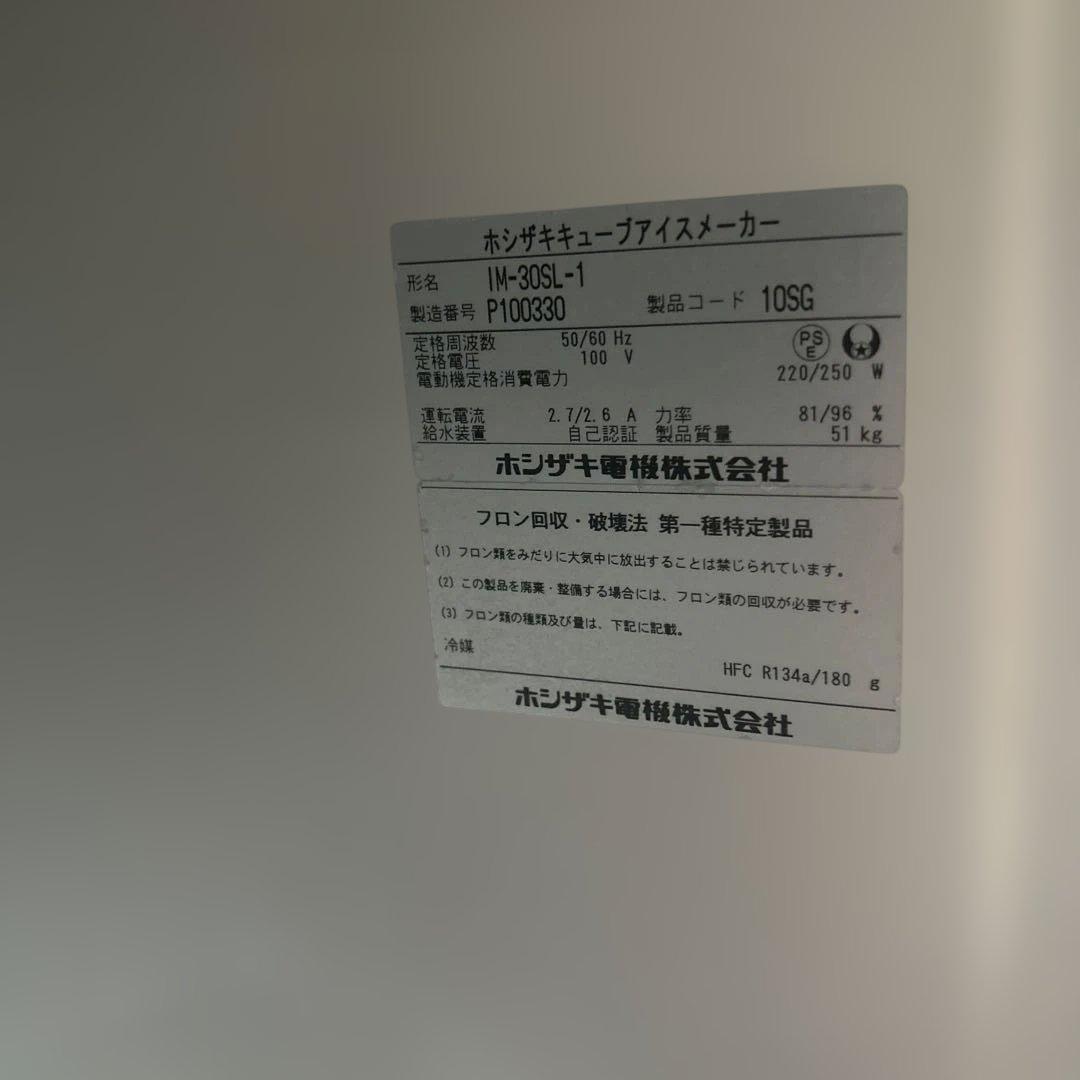 ホシザキキューブアイスメーカー
形名 IM-30SL-1
製造番号 P100330 製品コード 10SG
定格周波数 50/60 Hz PSE
定格電圧 100 V
電動機定格消費電力 220/250 W
運転電流 2.7/2.6 A 力率 81/96 %
給水装置 自己認証 製品質量 51 kg
ホシザキ電機株式会社
フロン回収・破壊法 第一種特定製品
(1) フロン類をみだりに大気中に放出することは禁じられています。
(2) この製品を廃棄・整備する場合には、フロン類の回収が必要です。
(3) フロン類の種類及び量は、下記に記載。
冷媒
HFC R134a/180 g
ホシザキ電機株式会社